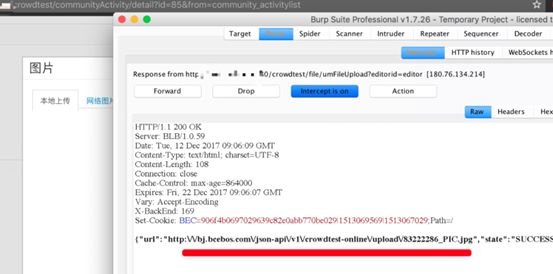 crowdtest/communityActivity/detail?id=85&from=community_activitylist
Burp Suite Professional v1.7.26 - Temporary Project - licensed t
Target
Spider
Scanner
Intruder
Repeater
Sequencer
Decoder
HTTP history
WebSockets h
图片
Response from http
80/crowdtest/file/umFileUpload?editorid=editor [180.76.134.214]
本地上传
网络图片
Forward
Drop
Intercept is on
Action
Raw
Headers
Hex
HTTP/1.1 200 OK
Server: BLB/1.0.59
Date: Tue, 12 Dec 2017 09:06:09 GMT
Content-Type: text/html; charset=UTF-8
Content-Length: 108
Connection: close
Cache-Control: max-age=864000
Expires: Fri, 22 Dec 2017 09:06:07 GMT
Vary: Accept-Encoding
X-BackEnd: 169
Set-Cookie: BEC=906f4b0697029639c82e0abb770be029|1513069569|1513067029;Path=/
{"url":"http:\/\/bj.bcebos.com\/json-api\/v1\/crowdtest-online\/upload\/83222286_PIC.jpg","state":"SUCCESS